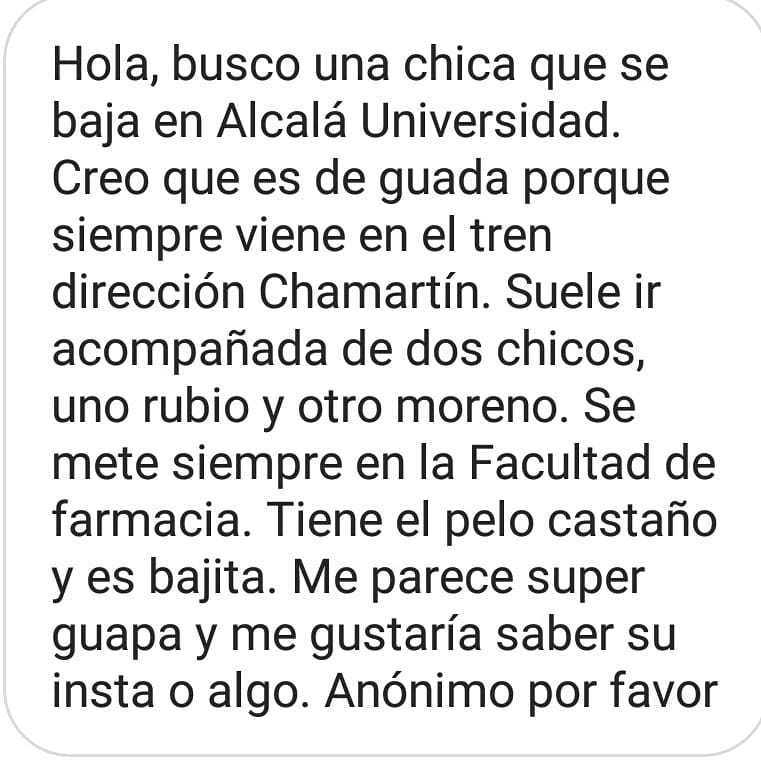 Hola, busco una chica que se
baja en Alcalá Universidad.
Creo que es de guada porque
siempre viene en el tren
dirección Chamartín. Suele ir
acompañada de dos chicos,
uno rubio y otro moreno. Se
mete siempre en la Facultad de
farmacia. Tiene el pelo castaño
y es bajita. Me parece super
guapa y me gustaría saber su
insta o algo. Anónimo por favor